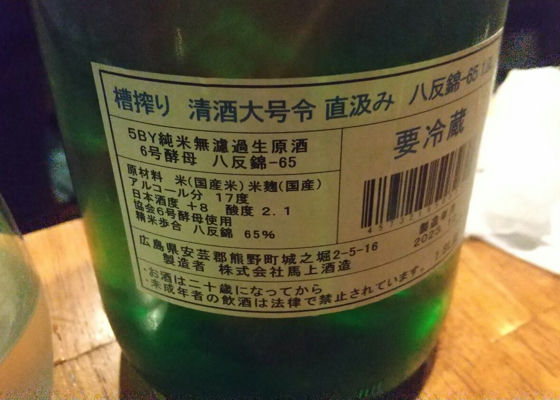 槽搾り 清酒大号令 直汲み 八反錦-65
5BY純米無濾過生原酒
6号酵母 八反錦-65
要冷蔵
原材料 米(国産米)米麹(国産)
アルコール分 17度
日本酒度 +8 酸度 2.1
協会6号酵母使用
精米歩合 八反錦 65%
製造年
2023
広島県安芸郡熊野町城之堀2-5-16
製造者 株式会社馬上酒造
・お酒は二十歳になってから
・未成年者の飲酒は法律で禁止されています。